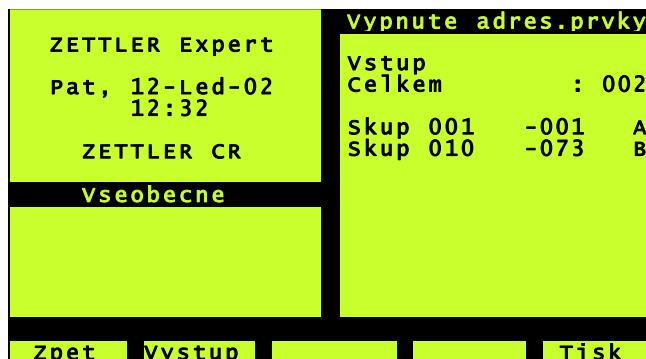 ZETTLER Expert
Pat, 12-Led-02
12:32
ZETTLER CR
Vseobecne
Vypnute adres.prvky
Vstup
Celkem : 002
Skup 001 -001 A
Skup 010 -073 B
Zpet Vystup Tisk